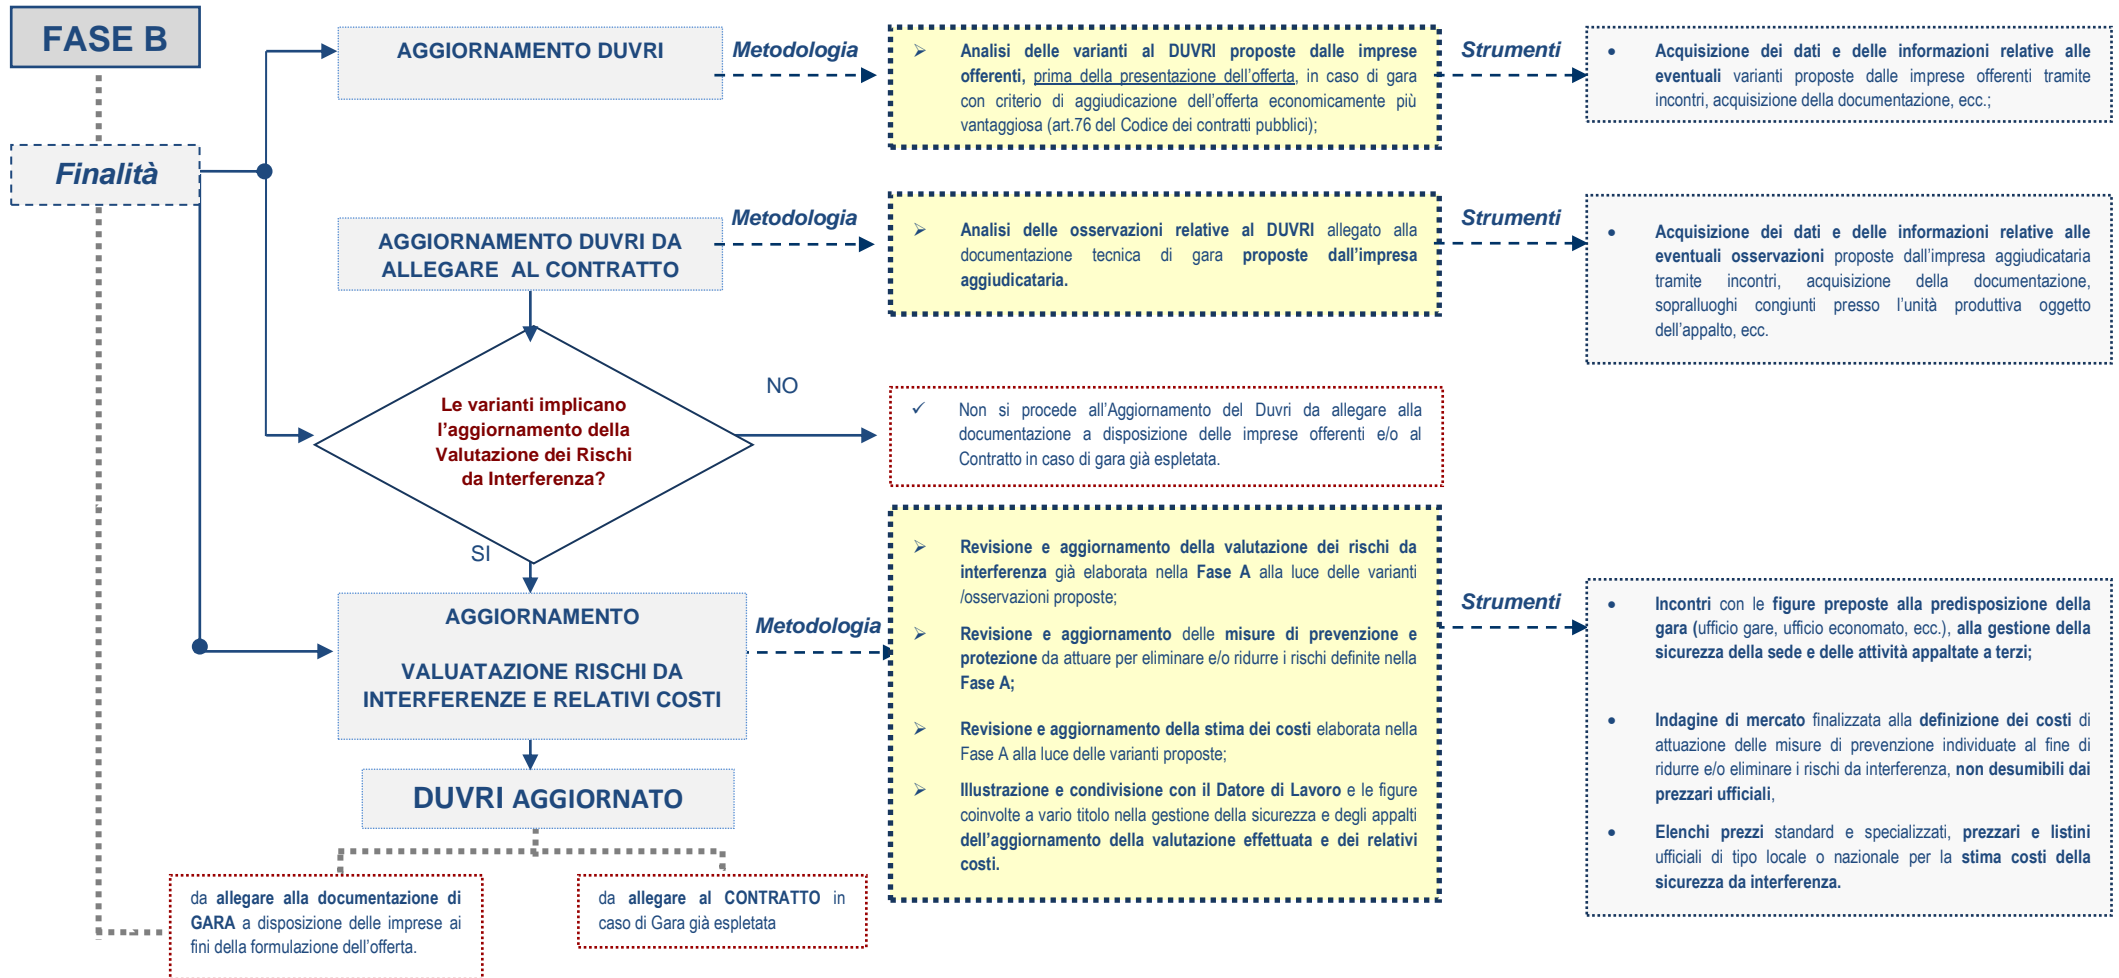 FASE B
Finalità
AGGIORNAMENTO DUVRI
Metodologia
➢ Analisi delle varianti al DUVRI proposte dalle imprese
offerenti, prima della presentazione dell’offerta, in caso di gara
con criterio di aggiudicazione dell’offerta economicamente più
vantaggiosa (art.76 del Codice dei contratti pubblici);
Strumenti
• Acquisizione dei dati e delle informazioni relative alle
eventuali varianti proposte dalle imprese offerenti tramite
incontri, acquisizione della documentazione, ecc.;
AGGIORNAMENTO DUVRI DA
ALLEGARE AL CONTRATTO
Metodologia
➢ Analisi delle osservazioni relative al DUVRI allegato alla
documentazione tecnica di gara proposte dall’impresa
aggiudicataria.
Strumenti
• Acquisizione dei dati e delle informazioni relative alle
eventuali osservazioni proposte dall’impresa aggiudicataria
tramite incontri, acquisizione della documentazione,
sopralluoghi congiunti presso l’unità produttiva oggetto
dell’appalto, ecc.
Le varianti implicano
l’aggiornamento della
Valutazione dei Rischi
da Interferenza?
NO
✓ Non si procede all’Aggiornamento del Duvri da allegare alla
documentazione a disposizione delle imprese offerenti e/o al
Contratto in caso di gara già espletata.
SI
AGGIORNAMENTO
VALUATAZIONE RISCHI DA
INTERFERENZE E RELATIVI COSTI
Metodologia
➢ Revisione e aggiornamento della valutazione dei rischi da
interferenza già elaborata nella Fase A alla luce delle varianti
/osservazioni proposte;
➢ Revisione e aggiornamento delle misure di prevenzione e
protezione da attuare per eliminare e/o ridurre i rischi definite nella
Fase A;
➢ Revisione e aggiornamento della stima dei costi elaborata nella
Fase A alla luce delle varianti proposte;
➢ Illustrazione e condivisione con il Datore di Lavoro e le figure
coinvolte a vario titolo nella gestione della sicurezza e degli appalti
dell’aggiornamento della valutazione effettuata e dei relativi
costi.
Strumenti
• Incontri con le figure preposte alla predisposizione della
gara (ufficio gare, ufficio economato, ecc.), alla gestione della
sicurezza della sede e delle attività appaltate a terzi;
• Indagine di mercato finalizzata alla definizione dei costi di
attuazione delle misure di prevenzione individuate al fine di
ridurre e/o eliminare i rischi da interferenza, non desumibili dai
prezzari ufficiali,
• Elenchi prezzi standard e specializzati, prezzari e listini
ufficiali di tipo locale o nazionale per la stima costi della
sicurezza da interferenza.
DUVRI AGGIORNATO
da allegare alla documentazione di
GARA a disposizione delle imprese ai
fini della formulazione dell’offerta.
da allegare al CONTRATTO in
caso di Gara già espletata